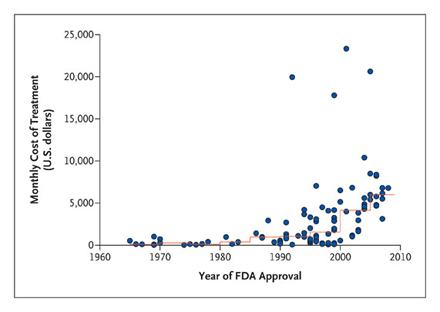 25,000
20,000
15,000
10,000
5,000
0
Monthly Cost of Treatment
(U.S. dollars)
1960 1970 1980 1990 2000 2010
Year of FDA Approval